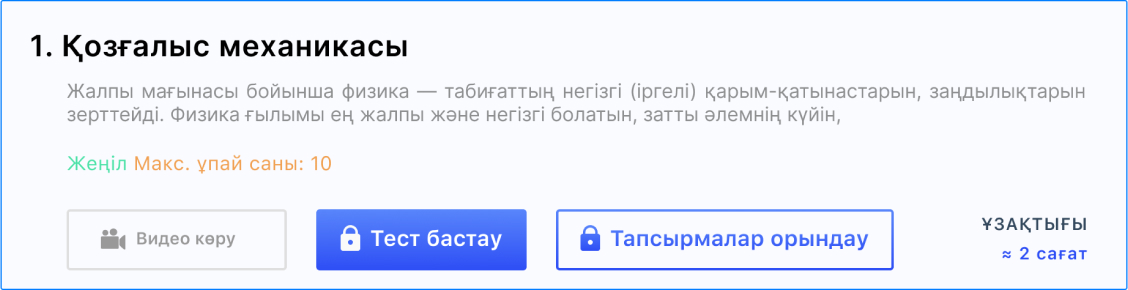 1. Қозғалыс механикасы
Жалпы мағынасы бойынша физика — табиғаттың негізгі (іргелі) қарым-қатынастарын, заңдылықтарын
зерттейді. Физика ғылымы ең жалпы және негізгі болатын, затты әлемнің күйін,
Жеңіл Макс. ұпай саны: 10
Видео көру
Тест бастау
Тапсырмалар орындау
ҰЗАҚТЫҒЫ
≈ 2 сағат